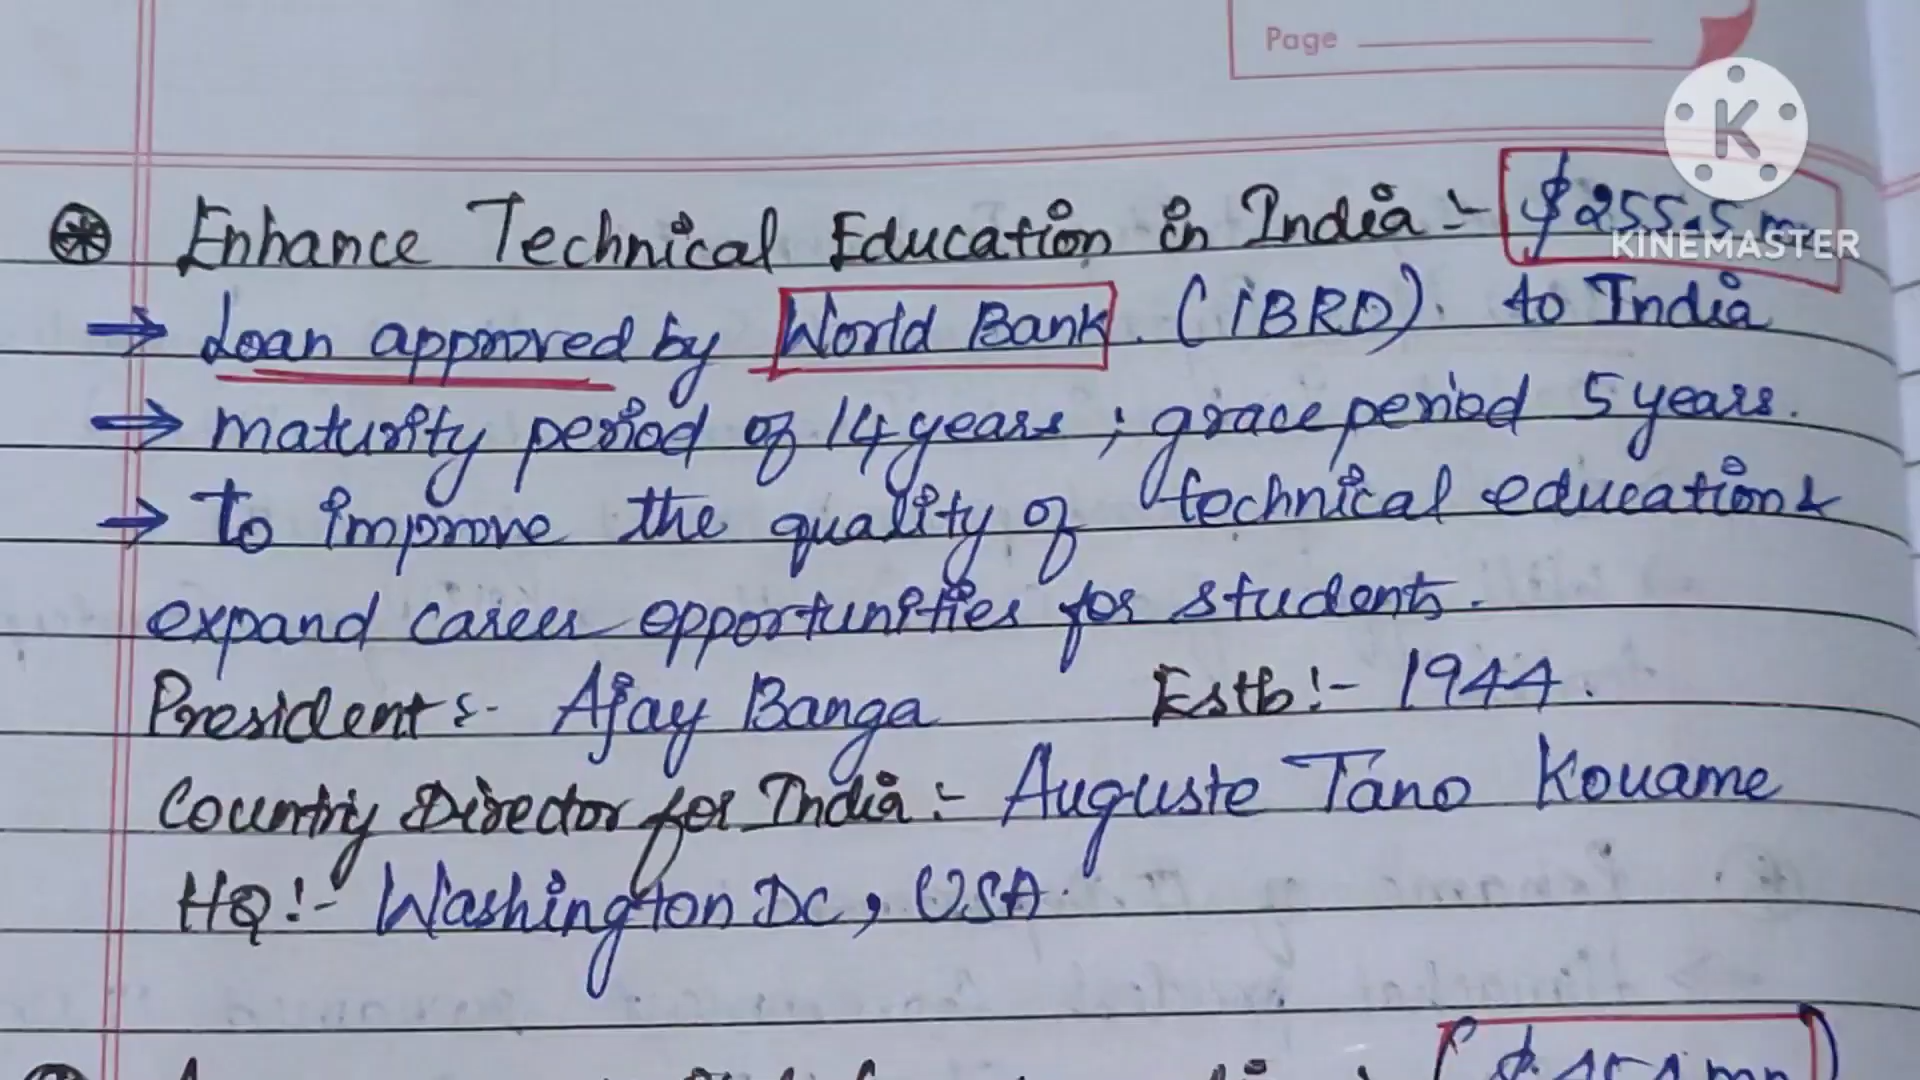 Page
K
KINEMASTER
Enhance Technical Education in India :- $255.5 m
→ Loan approved by World Bank. (IBRD). to India
→ maturity period of 14 years ; grace period 5 years.
→ To improve the quality of technical education &
expand career opportunities for students.
President :- Ajay Banga Estb :- 1944.
Country Director for India :- Auguste Tano Kouame
HQ :- Washington DC, USA.